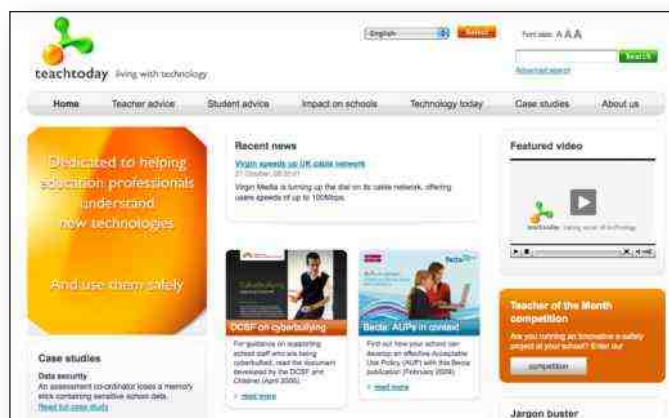 English
Select
Font size: A A A
Search
Advanced search
teachtoday living with technology
Home Teacher advice Student advice Impact on schools Technology today Case studies About us
Dedicated to helping
education professionals
understand
new technologies
And use them safely
Recent news
Virgin speeds up UK cable network
Virgin Media is turning up the dial on its cable network, offering
users speeds of up to 100Mbps.
Featured video
teachtoday taking of technology
DCSF on cyberbullying
For guidance on supporting
school staff who are being
cyberbullied, read the document
developed by the DCSF and
Children (April 2009).
read more
Becta
Becta: AUPs in context
Find out how your school can
develop an effective Acceptable
Use Policy (AUP) with this Becta
publication (February 2009).
read more
Teacher of the Month
competition
Are you running an innovative e-safety
project at your school? Enter our
competition
Case studies
Data security
An assessment co-ordinator loses a memory
stick containing sensitive school data.
Read full case study
Jargon buster